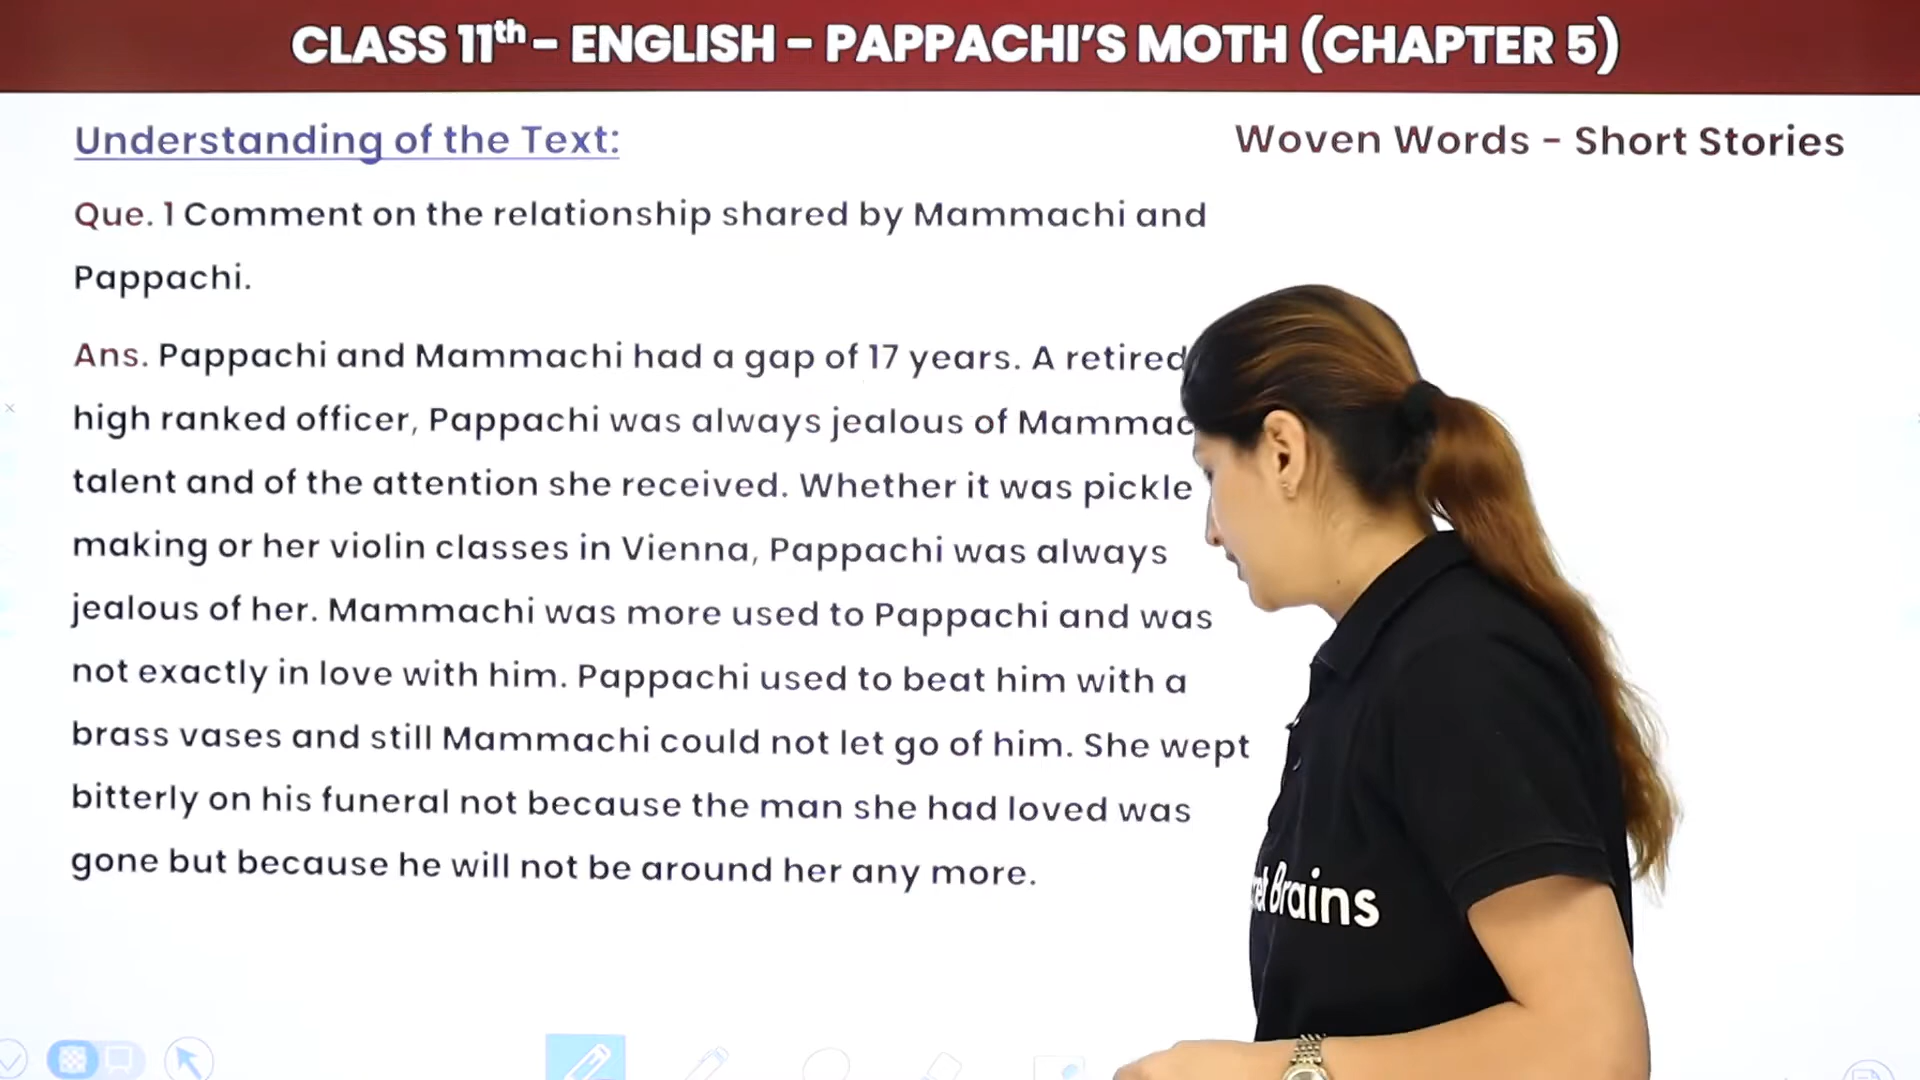 CLASS 11th - ENGLISH - PAPPACHI'S MOTH (CHAPTER 5)
Understanding of the Text:
Woven Words - Short Stories
Que. 1 Comment on the relationship shared by Mammachi and
Pappachi.
Ans. Pappachi and Mammachi had a gap of 17 years. A retired
high ranked officer, Pappachi was always jealous of Mammac
talent and of the attention she received. Whether it was pickle
making or her violin classes in Vienna, Pappachi was always
jealous of her. Mammachi was more used to Pappachi and was
not exactly in love with him. Pappachi used to beat him with a
brass vases and still Mammachi could not let go of him. She wept
bitterly on his funeral not because the man she had loved was
gone but because he will not be around her any more.
Brains